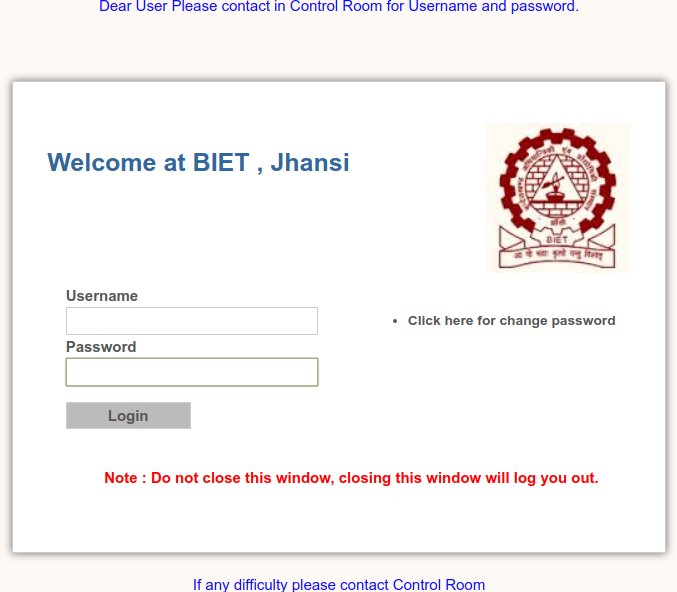 Dear User Please contact in Control Room for Username and password.
Welcome at BIET , Jhansi
BIET
Username
Click here for change password
Password
Login
Note : Do not close this window, closing this window will log you out.
If any difficulty please contact Control Room